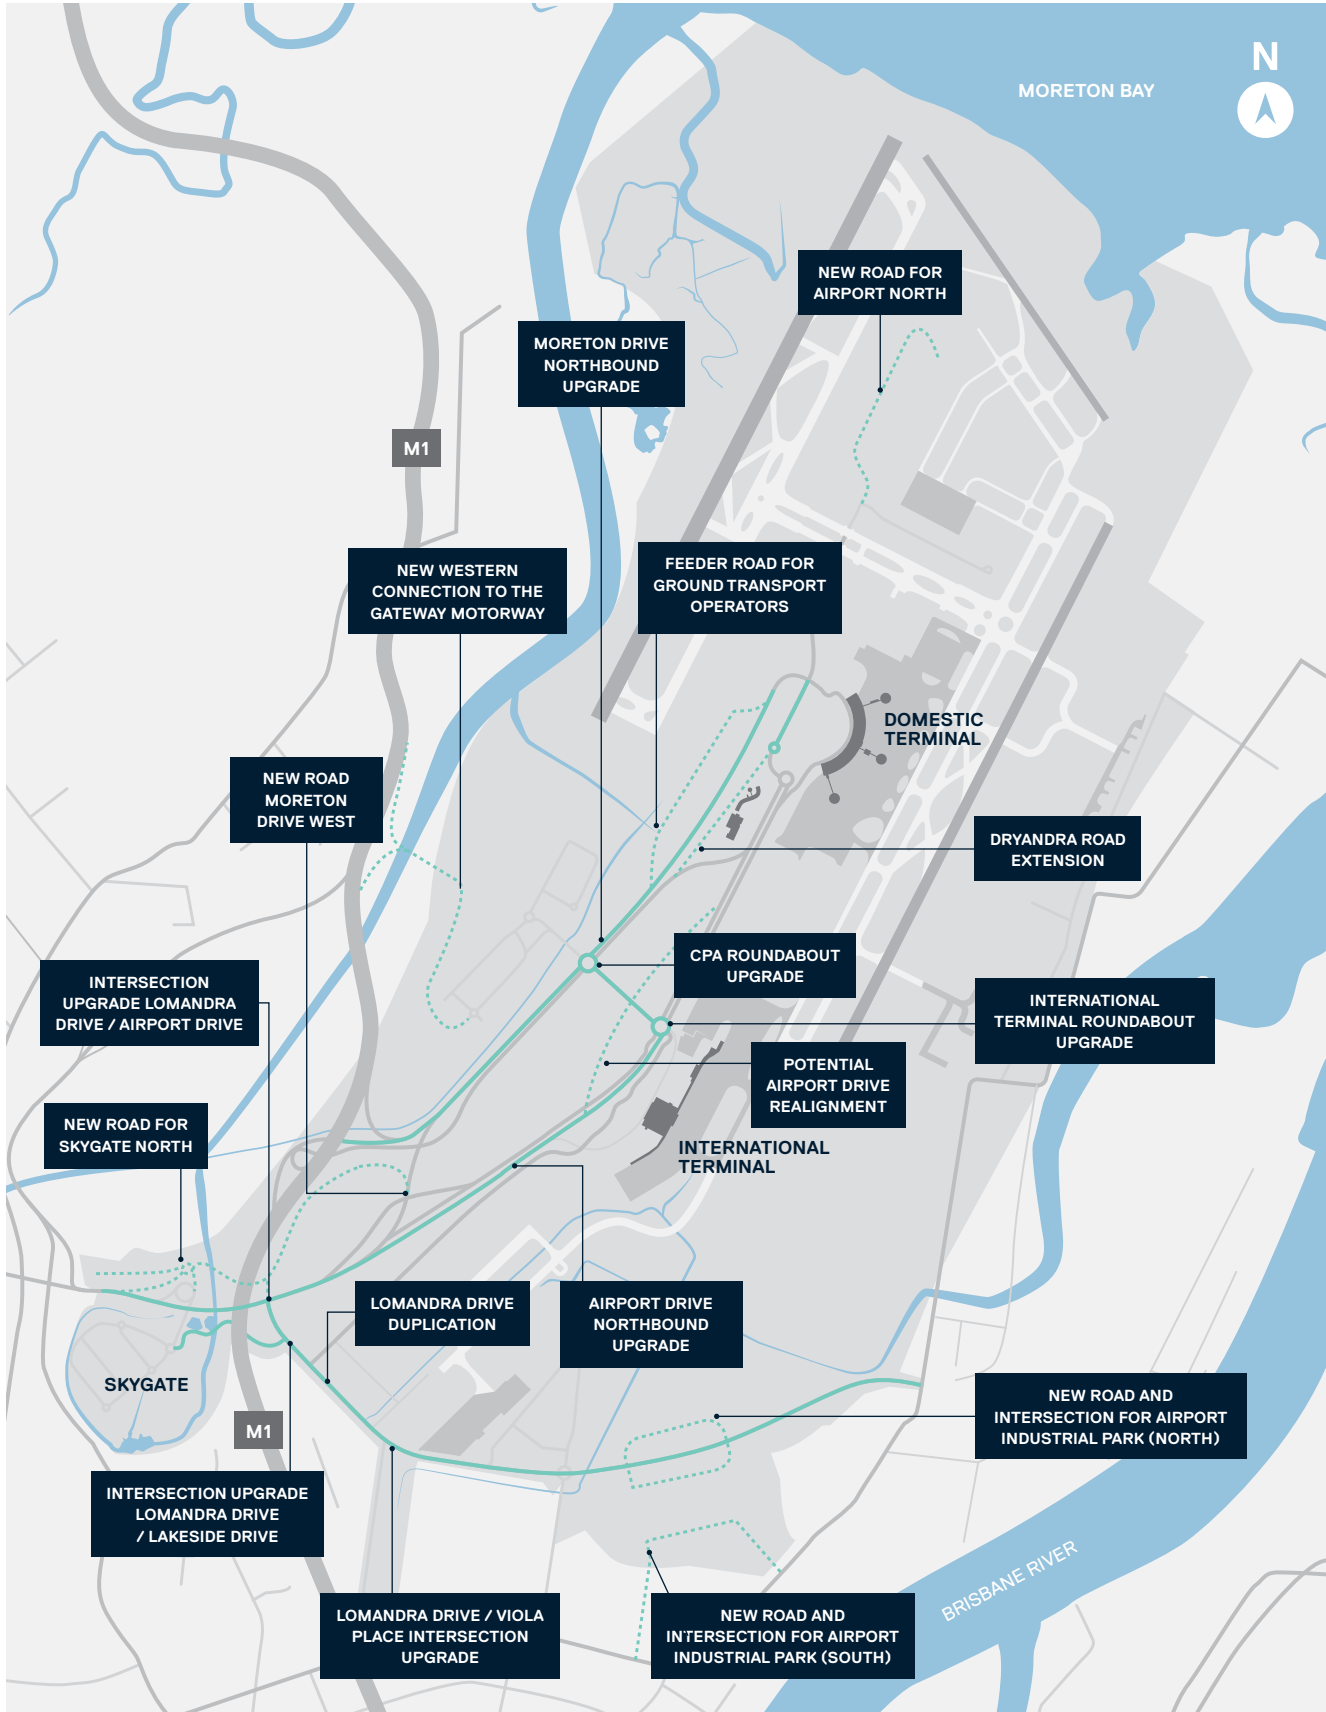 N
MORETON BAY
NEW ROAD FOR
AIRPORT NORTH
MORETON DRIVE
NORTHBOUND
UPGRADE
M1
NEW WESTERN
CONNECTION TO THE
GATEWAY MOTORWAY
FEEDER ROAD FOR
GROUND TRANSPORT
OPERATORS
DOMESTIC
TERMINAL
NEW ROAD
MORETON
DRIVE WEST
DRYANDRA ROAD
EXTENSION
CPA ROUNDABOUT
UPGRADE
INTERSECTION
UPGRADE LOMANDRA
DRIVE / AIRPORT DRIVE
INTERNATIONAL
TERMINAL ROUNDABOUT
UPGRADE
POTENTIAL
AIRPORT DRIVE
REALIGNMENT
NEW ROAD FOR
SKYGATE NORTH
INTERNATIONAL
TERMINAL
LOMANDRA DRIVE
DUPLICATION
AIRPORT DRIVE
NORTHBOUND
UPGRADE
SKYGATE
NEW ROAD AND
INTERSECTION FOR AIRPORT
INDUSTRIAL PARK (NORTH)
M1
INTERSECTION UPGRADE
LOMANDRA DRIVE
/ LAKESIDE DRIVE
BRISBANE RIVER
LOMANDRA DRIVE / VIOLA
PLACE INTERSECTION
UPGRADE
NEW ROAD AND
INTERSECTION FOR AIRPORT
INDUSTRIAL PARK (SOUTH)